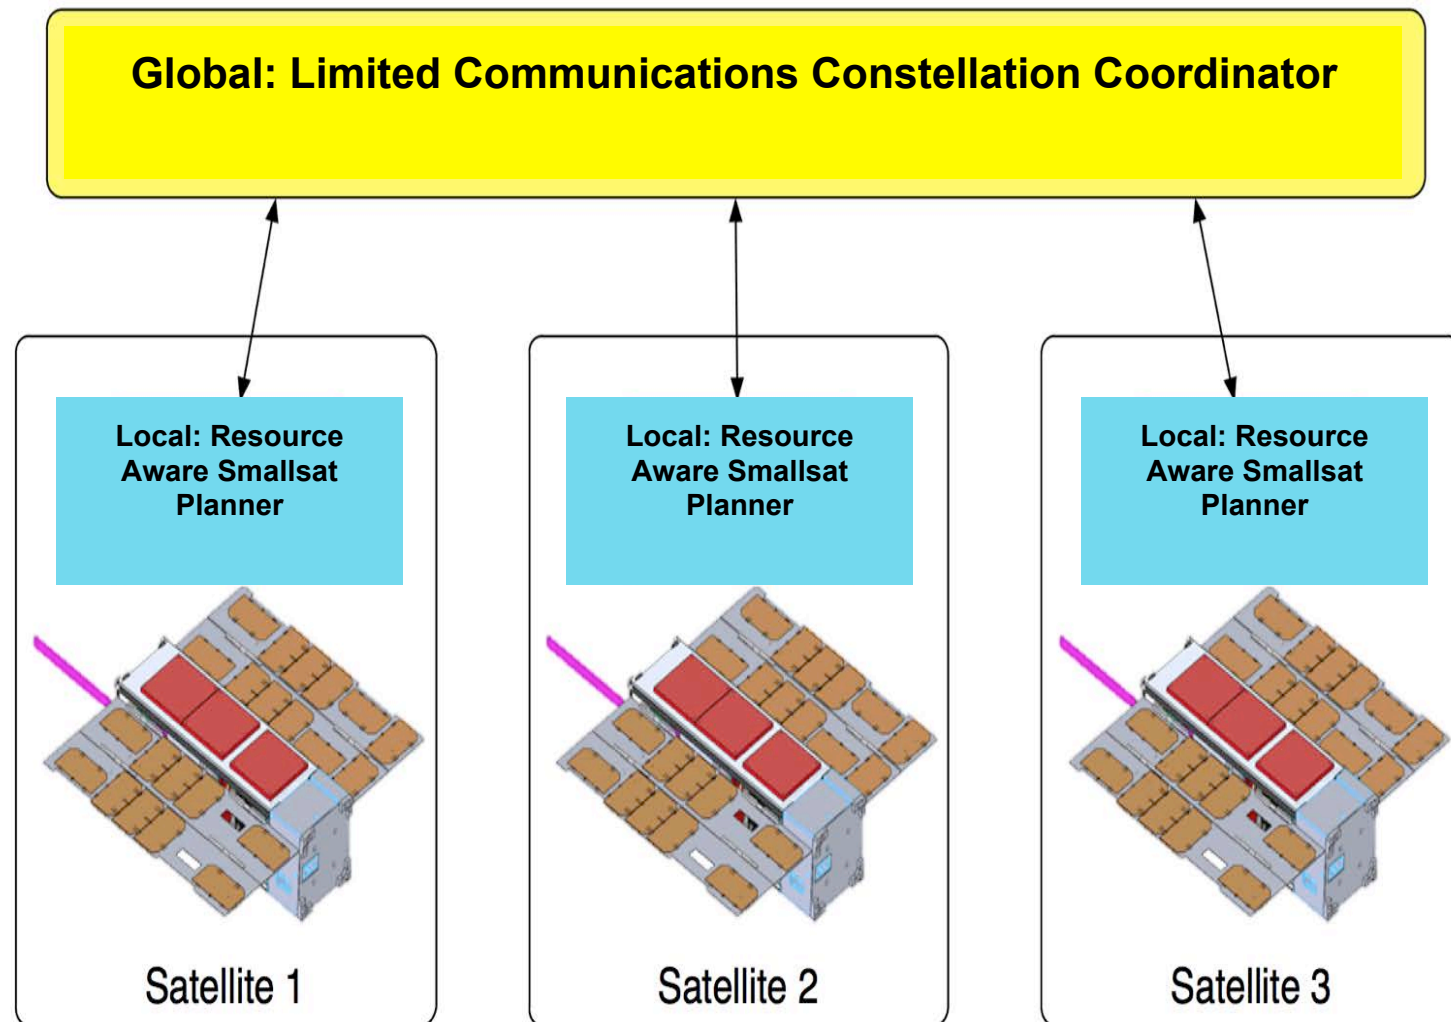 Global: Limited Communications Constellation Coordinator
Local: Resource
Aware Smallsat
Planner
Local: Resource
Aware Smallsat
Planner
Local: Resource
Aware Smallsat
Planner
Satellite 1
Satellite 2
Satellite 3